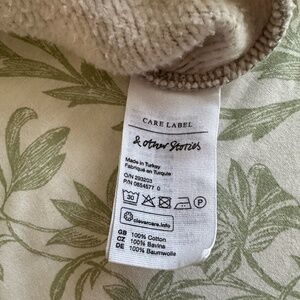 CARE LABEL
& other Stories
Made in Turkey
Fabriqué en Turquie
O/N 293203
P/N 0854577 0
30
P
clevercare.info
GB 100% Cotton
CZ 100% Bavlna
DE 100% Baumwolle